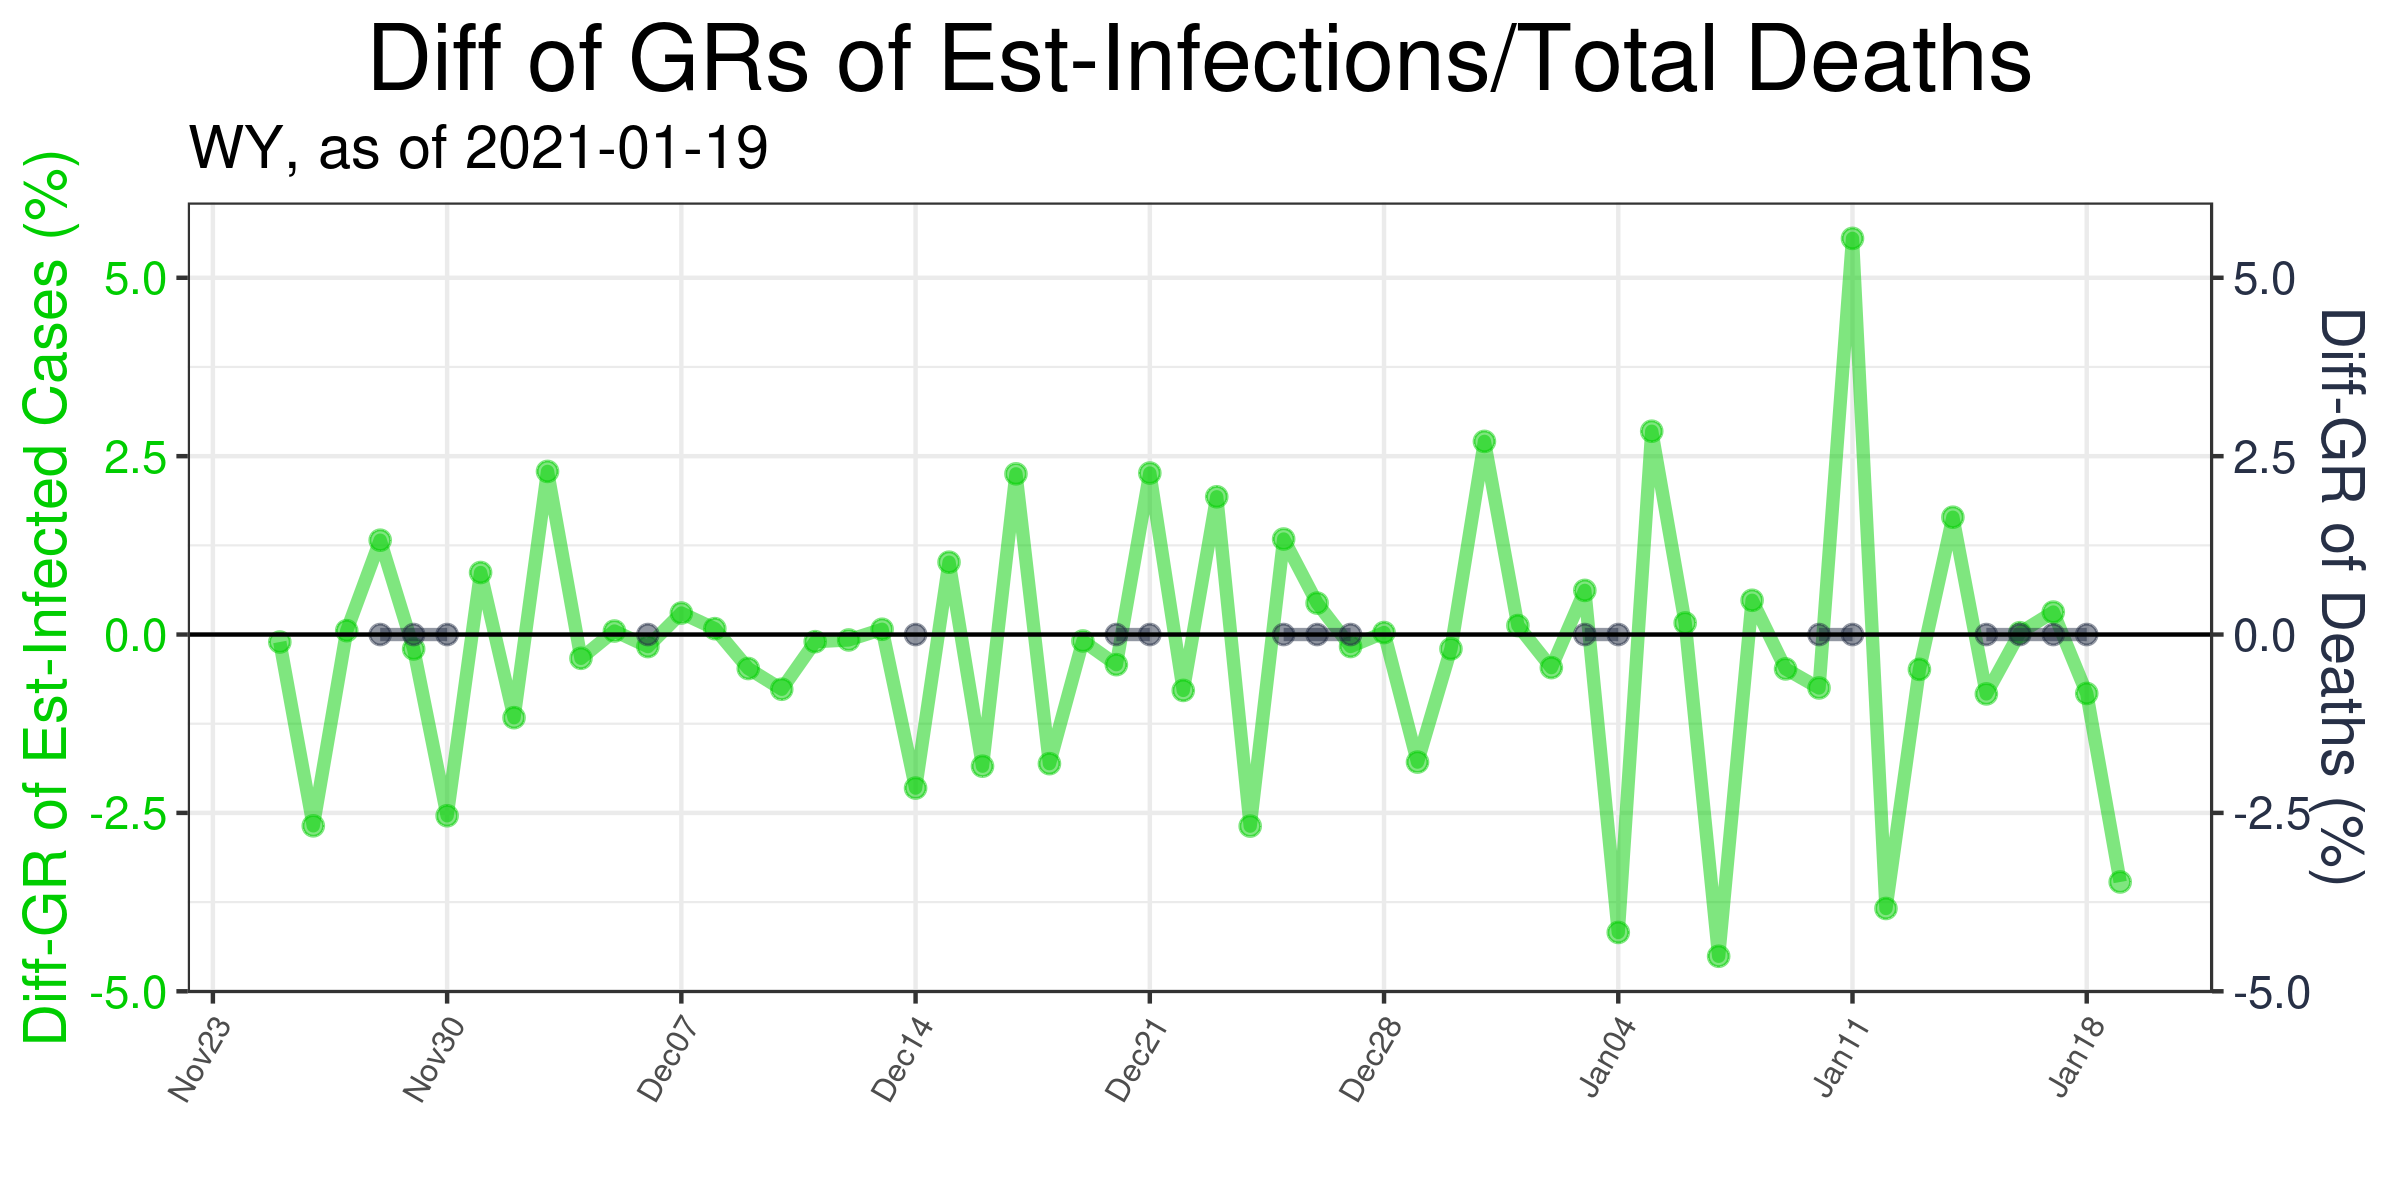 Diff of GRs of Est-Infections/Total Deaths
WY, as of 2021-01-19
Diff-GR of Est-Infected Cases (%)
5.0
2.5
0.0
-2.5
-5.0
5.0
2.5
0.0
-2.5
-5.0
Diff-GR of Deaths (%)
Nov23
Nov30
Dec07
Dec14
Dec21
Dec28
Jan04
Jan11
Jan18